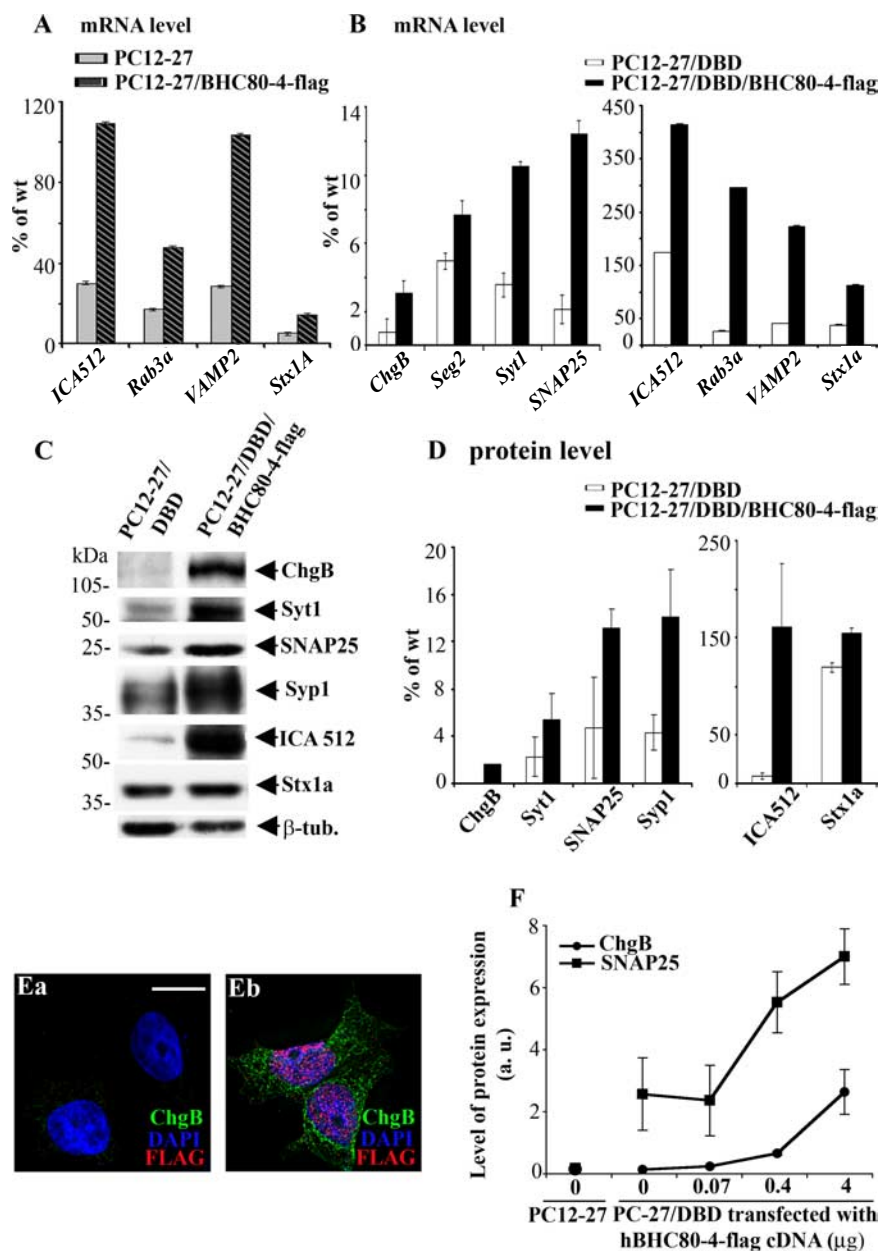 A mRNA level
PC12-27
PC12-27/BHC80-4-flag
% of wt
120
90
60
30
0
ICA512
Rab3a
VAMP2
Stx1A
B mRNA level
PC12-27/DBD
PC12-27/DBD/BHC80-4-flag
% of wt
14
10
6
2
0
ChgB
Seg2
Syt1
SNAP25
450
350
250
150
50
0
ICA512
Rab3a
VAMP2
Stx1a
C
PC12-27/
DBD
PC12-27/DBD/
BHC80-4-flag
kDa
105-
50-
25-
35-
50-
35-
ChgB
Syt1
SNAP25
Syp1
ICA 512
Stx1a
β-tub.
D protein level
PC12-27/DBD
PC12-27/DBD/BHC80-4-flag
% of wt
20
16
12
8
4
0
ChgB
Syt1
SNAP25
Syp1
250
150
50
0
ICA512
Stx1a
Ea
ChgB
DAPI
FLAG
Eb
ChgB
DAPI
FLAG
F
ChgB
SNAP25
Level of protein expression
(a. u.)
8
6
4
2
0
0 0 0.07 0.4 4
PC12-27 PC-27/DBD transfected with
hBHC80-4-flag cDNA (μg)